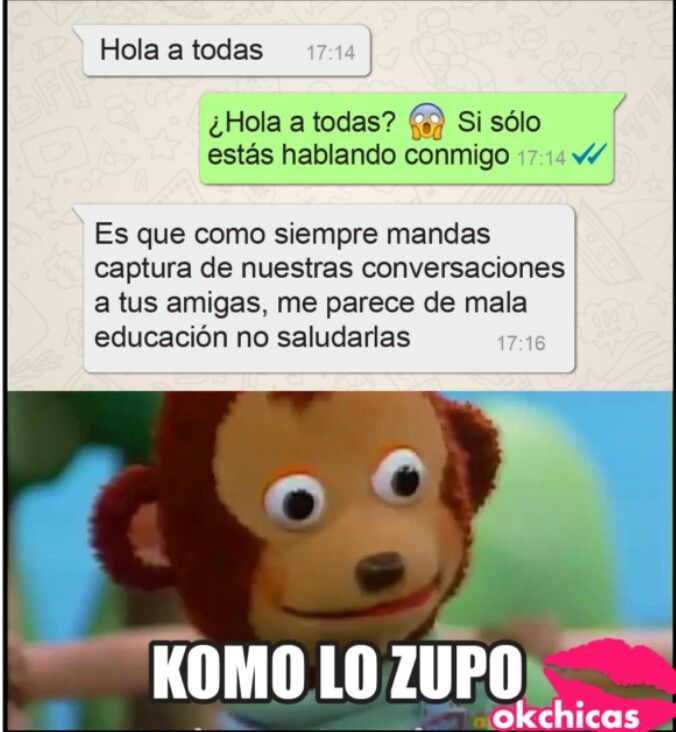 Hola a todas 17:14
¿Hola a todas? 😱 Si sólo
estás hablando conmigo 17:14
Es que como siempre mandas
captura de nuestras conversaciones
a tus amigas, me parece de mala
educación no saludarlas 17:16
KOMO LO ZUPO
okchicas